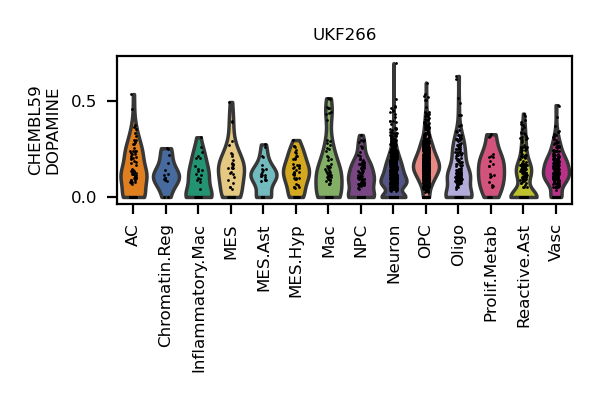 UKF266
CHEMBL59
DOPAMINE
0.5
0.0
AC
Chromatin.Reg
Inflammatory.Mac
MES
MES.Ast
MES.Hyp
Mac
NPC
Neuron
OPC
Oligo
Prolif.Metab
Reactive.Ast
Vasc